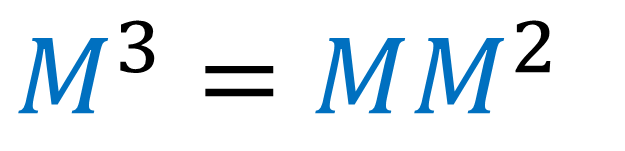 M³ = MM²